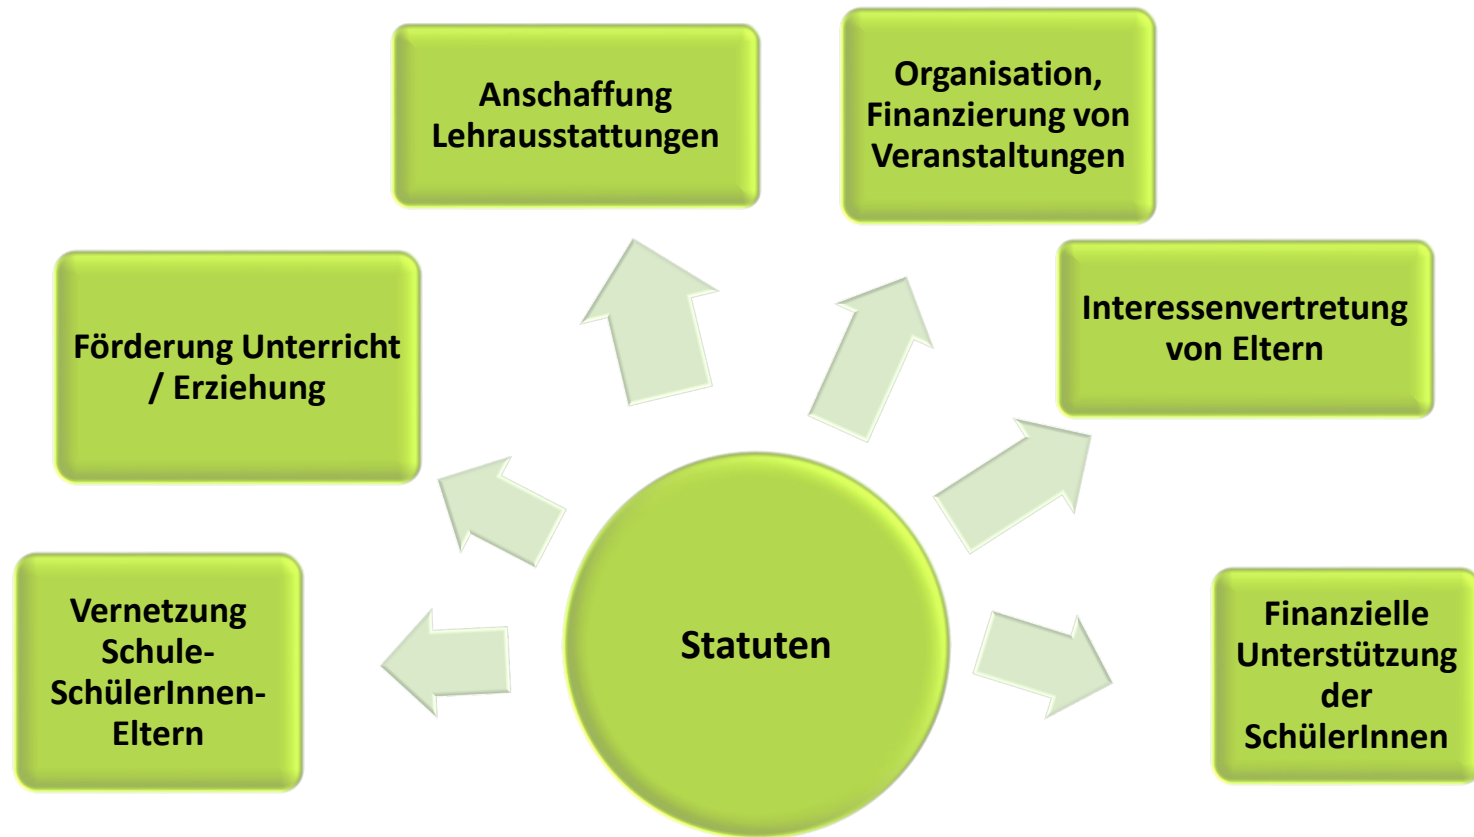 Anschaffung
Lehrausstattungen
Organisation,
Finanzierung von
Veranstaltungen
Förderung Unterricht
/ Erziehung
Interessenvertretung
von Eltern
Vernetzung
Schule-
SchülerInnen-
Eltern
Statuten
Finanzielle
Unterstützung
der
SchülerInnen